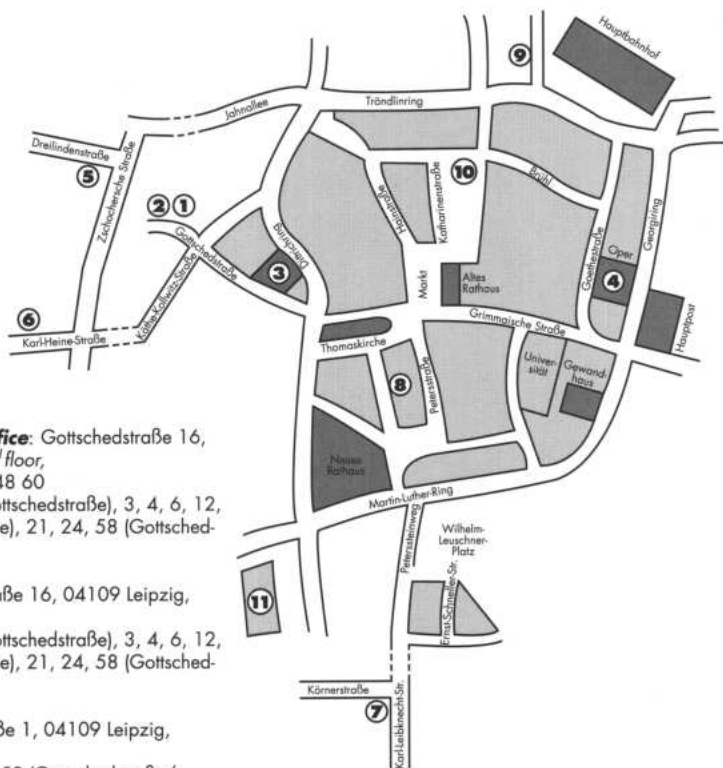 Hauptbahnhof
9
Tröndlinring
Jahnallee
Dreilindenstraße
5
Zschochersche Straße
10
Brühl
Hainstraße
Katharinenstraße
2 1
Gottschedstraße
Dittrichring
3
Goethestraße
Oper
4
Georgiring
Markt
Altes
Rathaus
Käthe-Kollwitz-Straße
6
Karl-Heine-Straße
Grimmaische Straße
Hauptpost
Thomaskirche
Univer-
sität
Gewand-
haus
8
Petersstraße
ffice: Gottschedstraße 16,
floor,
48 60
ottschedstraße), 3, 4, 6, 12,
e), 21, 24, 58 (Gottsched-
Neues
Rathaus
Martin-Luther-Ring
Peterssteinweg
Wilhelm-
Leuschner-
Platz
Ernst-Schneller-Str.
aße 16, 04109 Leipzig,
11
ottschedstraße), 3, 4, 6, 12,
e), 21, 24, 58 (Gottsched-
Körnerstraße
7
Karl-Leibknecht-Str.
ße 1, 04109 Leipzig,